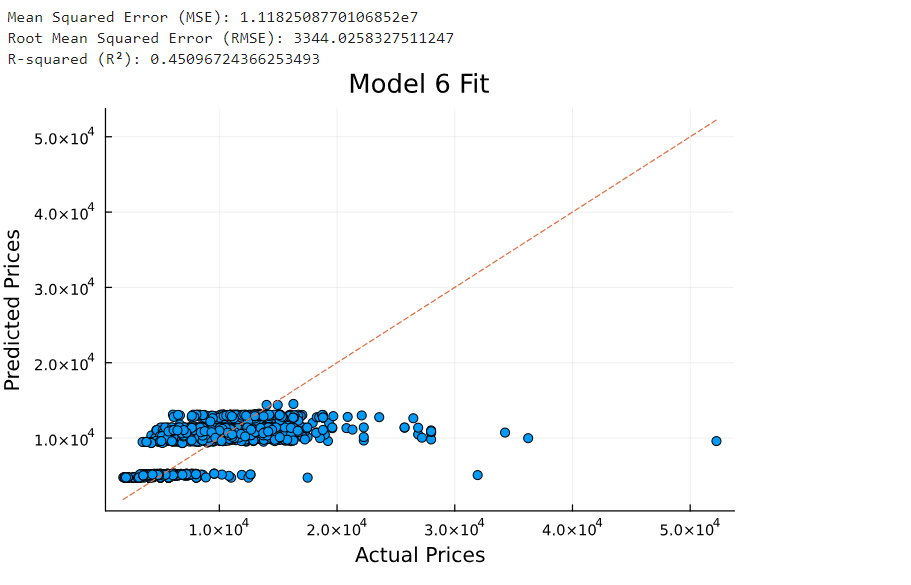 Mean Squared Error (MSE): 1.1182508770106852e7
Root Mean Squared Error (RMSE): 3344.0258327511247
R-squared (R²): 0.45096724366253493
Model 6 Fit
Predicted Prices
5.0×10⁴
4.0×10⁴
3.0×10⁴
2.0×10⁴
1.0×10⁴
1.0×10⁴ 2.0×10⁴ 3.0×10⁴ 4.0×10⁴ 5.0×10⁴
Actual Prices